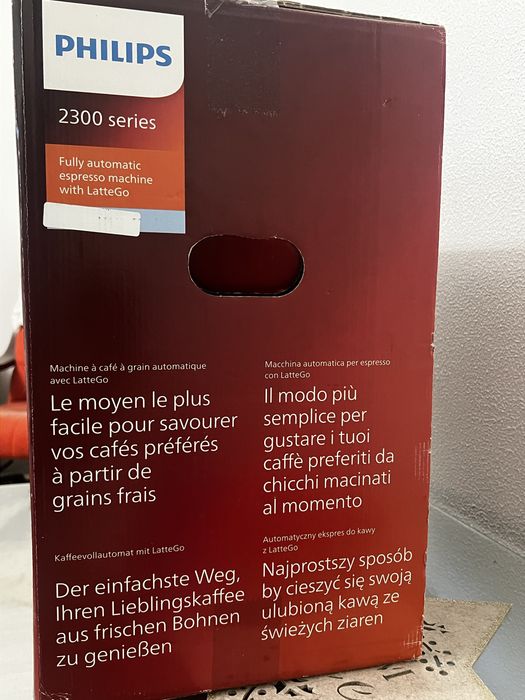 PHILIPS
2300 series
Fully automatic
espresso machine
with LatteGo
Machine à café à grain automatique
avec LatteGo
Le moyen le plus
facile pour savourer
vos cafés préférés
à partir de
grains frais
Macchina automatica per espresso
con LatteGo
Il modo più
semplice per
gustare i tuoi
caffè preferiti da
chicchi macinati
al momento
Kaffeevollautomat mit LatteGo
Der einfachste Weg,
Ihren Lieblingskaffee
aus frischen Bohnen
zu genießen
Automatyczny ekspres do kawy
z LatteGo
Najprostszy sposób
by cieszyć się swoją
ulubioną kawą ze
świeżych ziaren